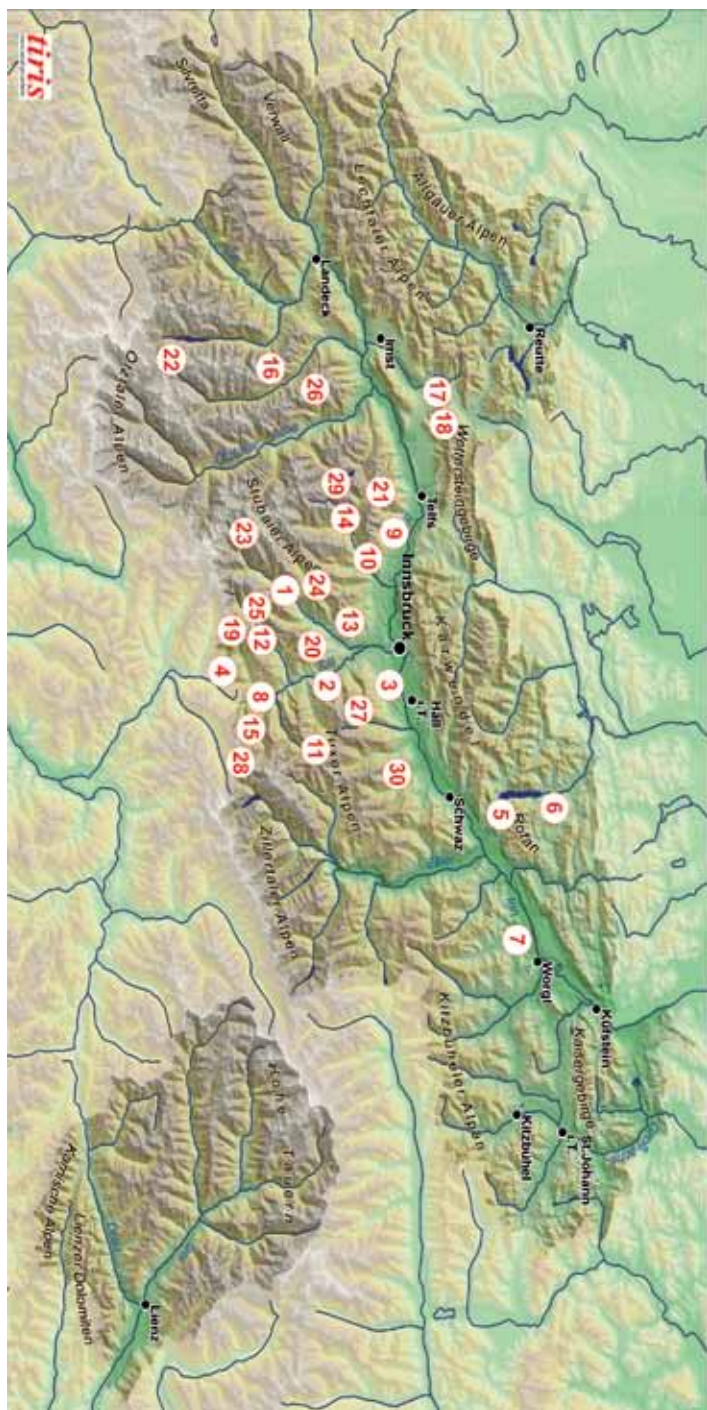 Kufstein
Kaisergebirge
St.Johann
i.T.
6
Reutte
Wörgl
Rofan
Kitzbühel
7
5
Allgäuer Alpen
Wettersteingebirge
Karwendel
Schwaz
Kitzbüheler Alpen
18
17
Telfs
Hall
i.T.
Lechtaler Alpen
Imst
Innsbruck
9
3
30
21
10
27
14
13
29
Tuxer Alpen
Landeck
26
24
20
2
11
Verwall
16
Stubaier Alpen
1
Zillertaler Alpen
Hohe Tauern
Silvretta
23
25
12
8
15
28
19
4
22
Ötztaler Alpen
Lienz
Lienzer Dolomiten
Karnische Alpen
tiris